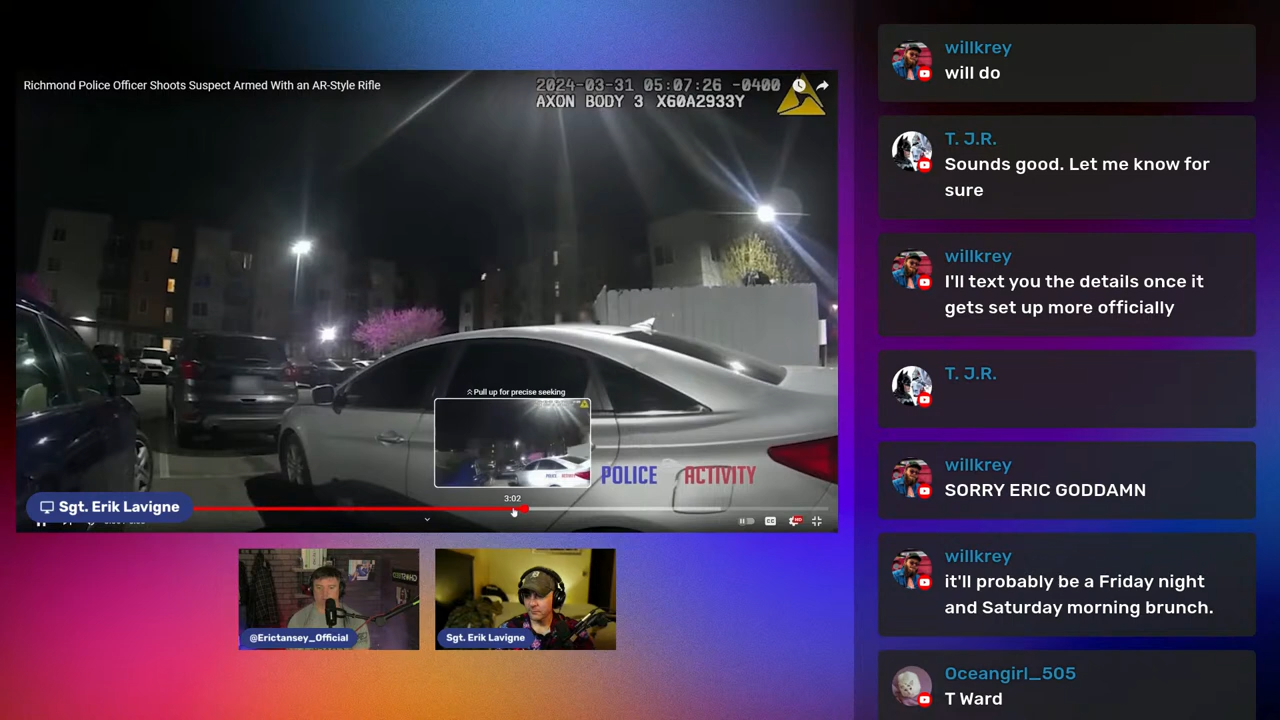 Richmond Police Officer Shoots Suspect Armed With an AR-Style Rifle
2024-03-31 05:07:26 -0400
AXON BODY 3 X60A2933Y
Pull up for precise seeking
POLICE ACTIVITY
3:02
Sgt. Erik Lavigne
CC
HD
@Erictansey_Official
Sgt. Erik Lavigne
willkrey
will do
T. J.R.
Sounds good. Let me know for
sure
willkrey
I'll text you the details once it
gets set up more officially
T. J.R.
willkrey
SORRY ERIC GODDAMN
willkrey
it'll probably be a Friday night
and Saturday morning brunch.
Oceangirl_505
T Ward